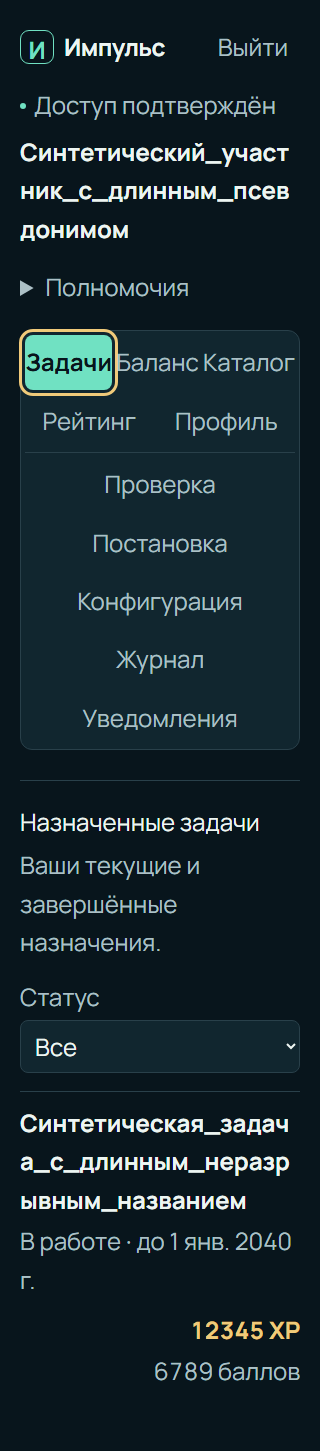 И Импульс Выйти
Доступ подтверждён
Синтетический_участ
ник_с_длинным_псев
донимом
Полномочия
Задачи Баланс Каталог
Рейтинг Профиль
Проверка
Постановка
Конфигурация
Журнал
Уведомления
Назначенные задачи
Ваши текущие и
завершённые
назначения.
Статус
Все
Синтетическая_задач
а_с_длинным_неразр
ывным_названием
В работе · до 1 янв. 2040
г.
12345 XP
6789 баллов